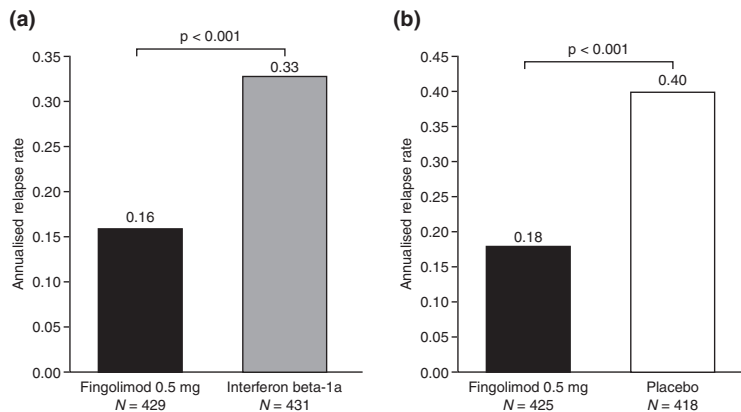 (a)
p < 0.001
Annualised relapse rate
0.35
0.30
0.25
0.20
0.15
0.10
0.05
0.00
0.16
0.33
Fingolimod 0.5 mg
N = 429
Interferon beta-1a
N = 431
(b)
p < 0.001
Annualised relapse rate
0.45
0.40
0.35
0.30
0.25
0.20
0.15
0.10
0.05
0.00
0.18
0.40
Fingolimod 0.5 mg
N = 425
Placebo
N = 418